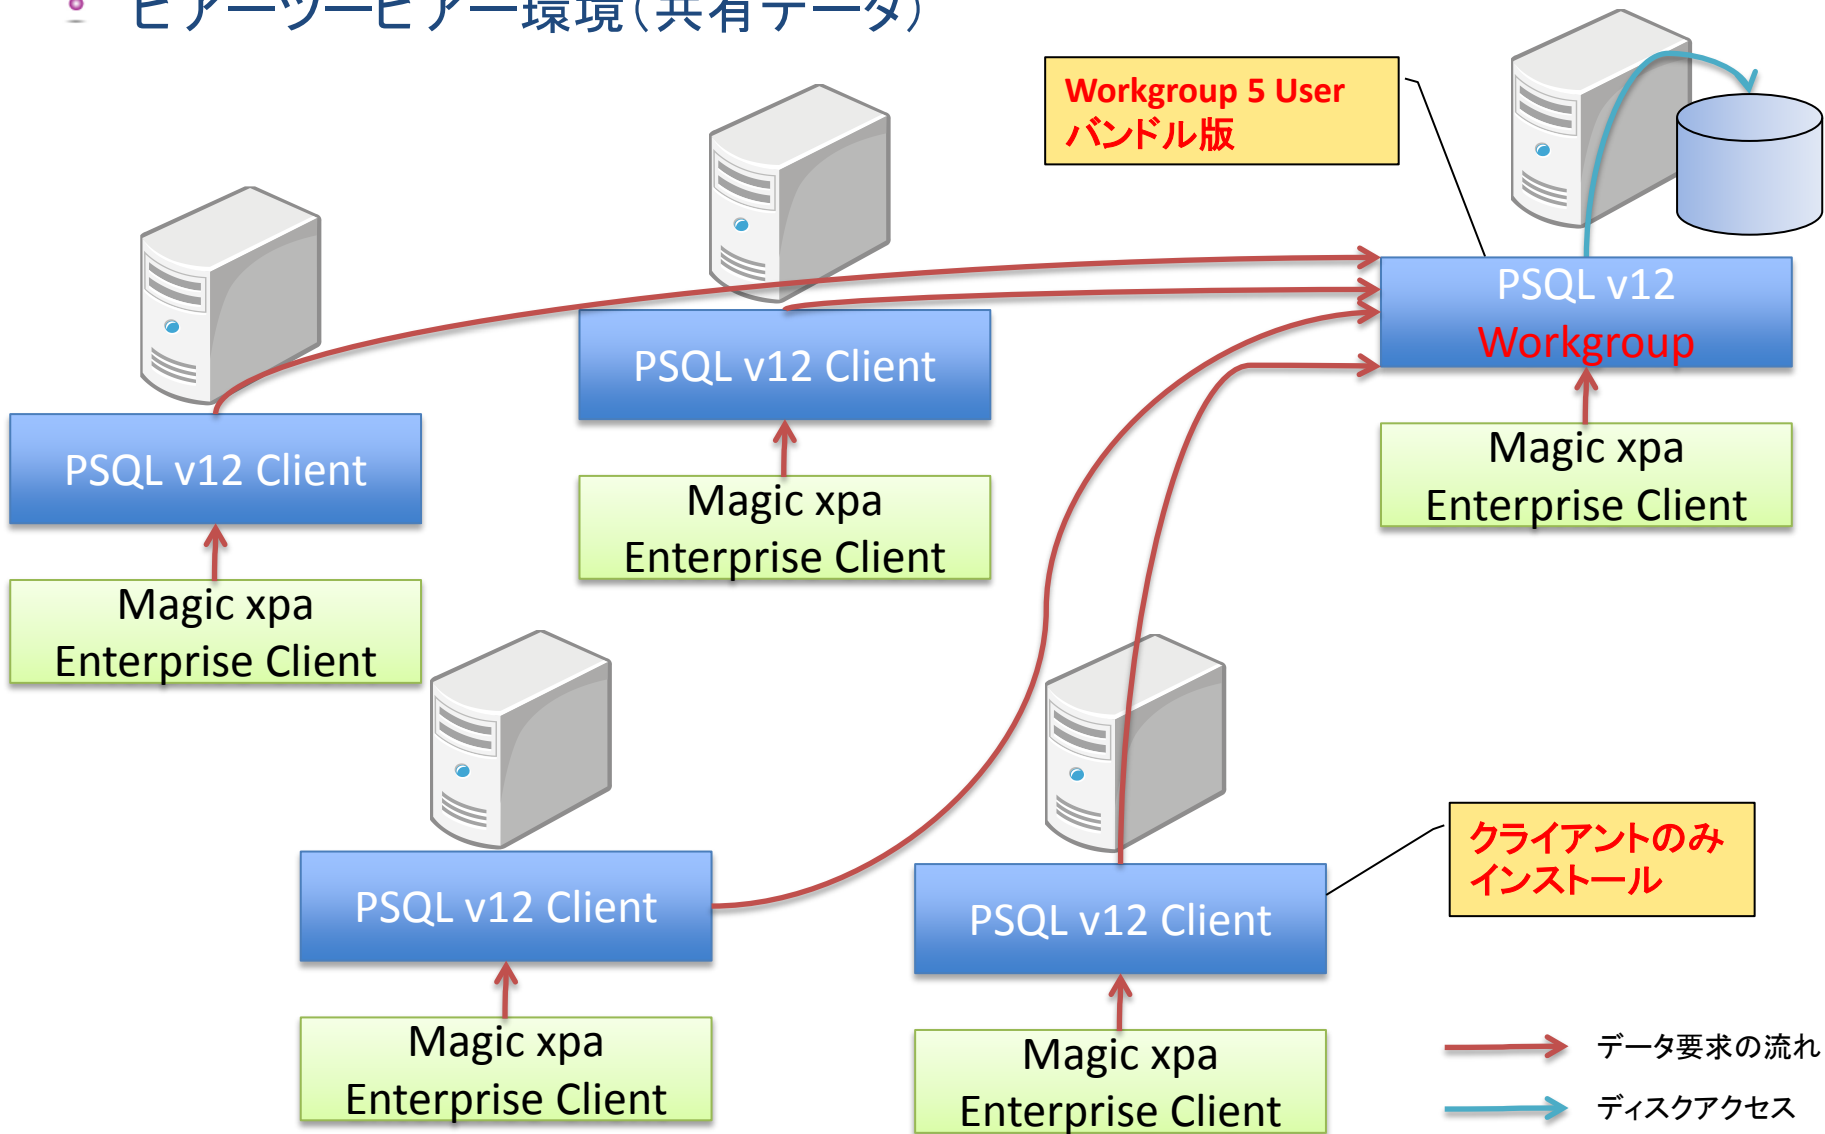 ピアーツーピアー環境（共有データ）
Workgroup 5 User
バンドル版
PSQL v12
Workgroup
Magic xpa
Enterprise Client
PSQL v12 Client
Magic xpa
Enterprise Client
PSQL v12 Client
Magic xpa
Enterprise Client
PSQL v12 Client
Magic xpa
Enterprise Client
PSQL v12 Client
Magic xpa
Enterprise Client
クライアントのみ
インストール
データ要求の流れ
ディスクアクセス